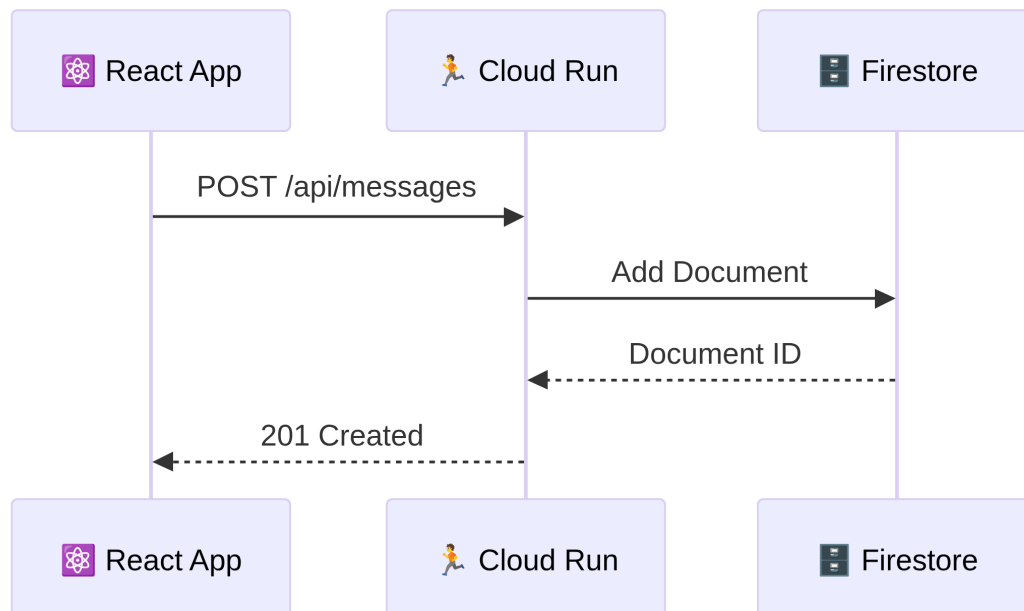 ⚛️ React App
🏃 Cloud Run
🗄️ Firestore
POST /api/messages
Add Document
Document ID
201 Created
⚛️ React App
🏃 Cloud Run
🗄️ Firestore